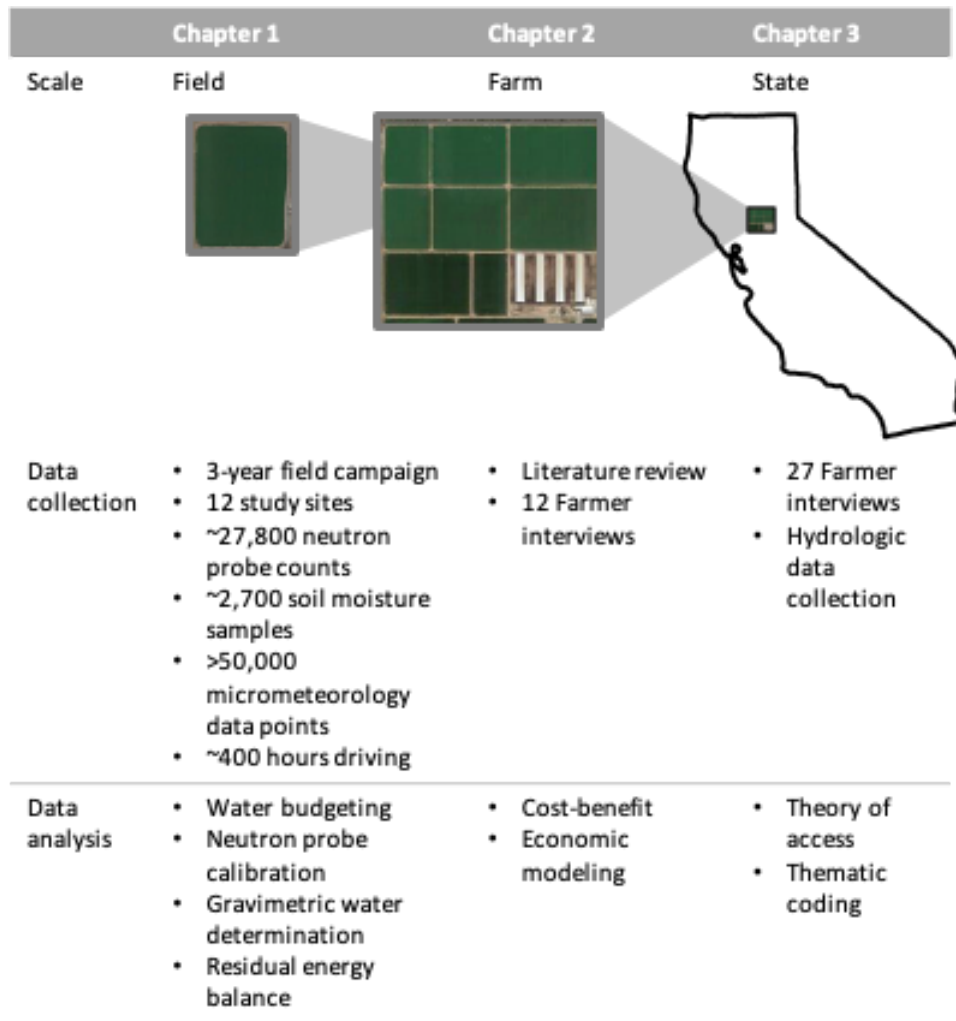 Chapter 1 Chapter 2 Chapter 3
Scale Field Farm State
Data collection
• 3-year field campaign
• 12 study sites
• ~27,800 neutron
probe counts
• ~2,700 soil moisture
samples
• >50,000
micrometeorology
data points
• ~400 hours driving
• Literature review
• 12 Farmer
interviews
• 27 Farmer
interviews
• Hydrologic
data
collection
Data analysis
• Water budgeting
• Neutron probe
calibration
• Gravimetric water
determination
• Residual energy
balance
• Cost-benefit
• Economic
modeling
• Theory of
access
• Thematic
coding